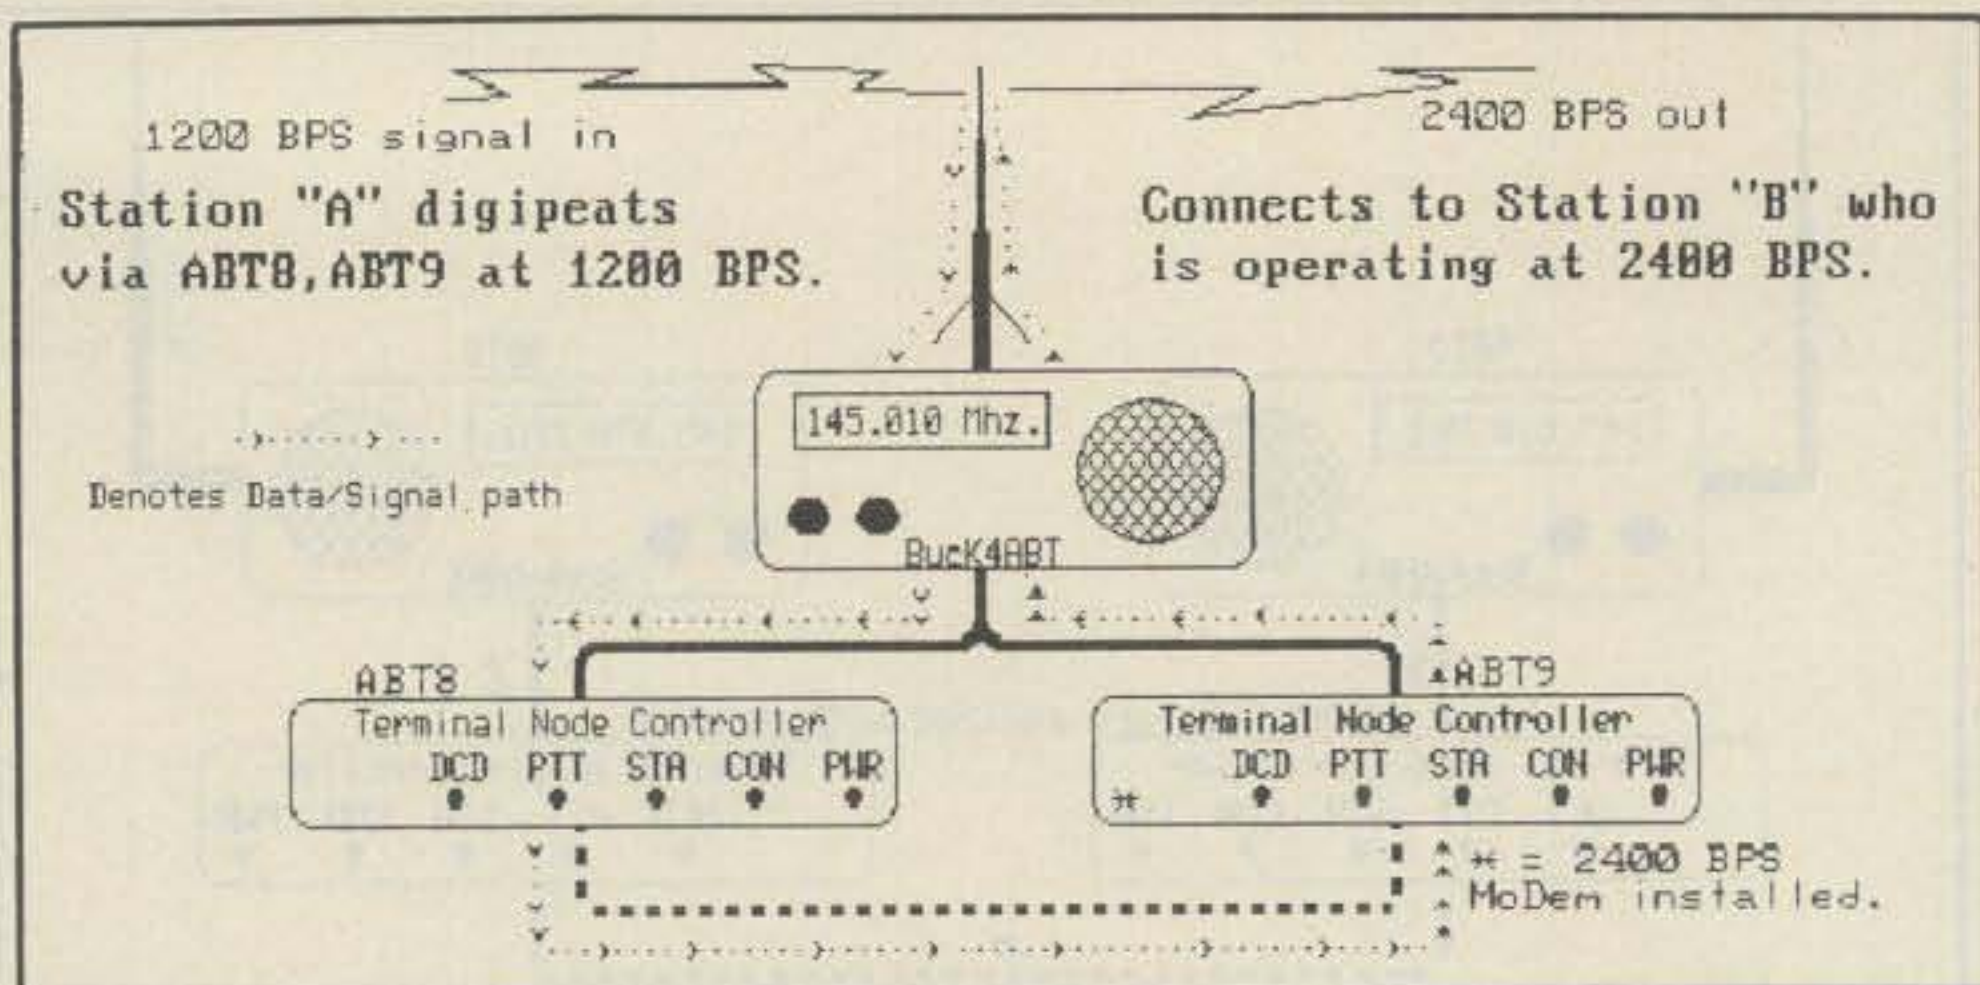 1200 BPS signal in
2400 BPS out
Station "A" digipeats
via ABT8,ABT9 at 1200 BPS.
Connects to Station "B" who
is operating at 2400 BPS.
145.010 Mhz.
Denotes Data/Signal path
BucK4ABT
ABT8
Terminal Node Controller
DCD PTT STA CON PWR
ABT9
Terminal Node Controller
DCD PTT STA CON PWR
*
* = 2400 BPS
MoDem installed.